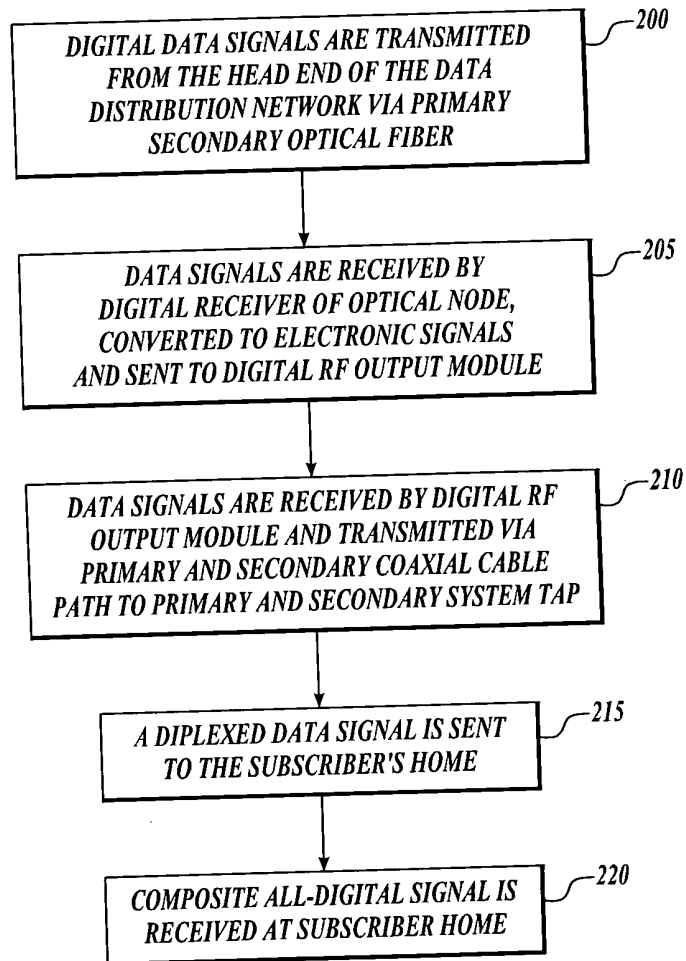 200
DIGITAL DATA SIGNALS ARE TRANSMITTED
FROM THE HEAD END OF THE DATA
DISTRIBUTION NETWORK VIA PRIMARY
SECONDARY OPTICAL FIBER
205
DATA SIGNALS ARE RECEIVED BY
DIGITAL RECEIVER OF OPTICAL NODE,
CONVERTED TO ELECTRONIC SIGNALS
AND SENT TO DIGITAL RF OUTPUT MODULE
210
DATA SIGNALS ARE RECEIVED BY DIGITAL RF
OUTPUT MODULE AND TRANSMITTED VIA
PRIMARY AND SECONDARY COAXIAL CABLE
PATH TO PRIMARY AND SECONDARY SYSTEM TAP
215
A DIPLEXED DATA SIGNAL IS SENT
TO THE SUBSCRIBER'S HOME
220
COMPOSITE ALL-DIGITAL SIGNAL IS
RECEIVED AT SUBSCRIBER HOME